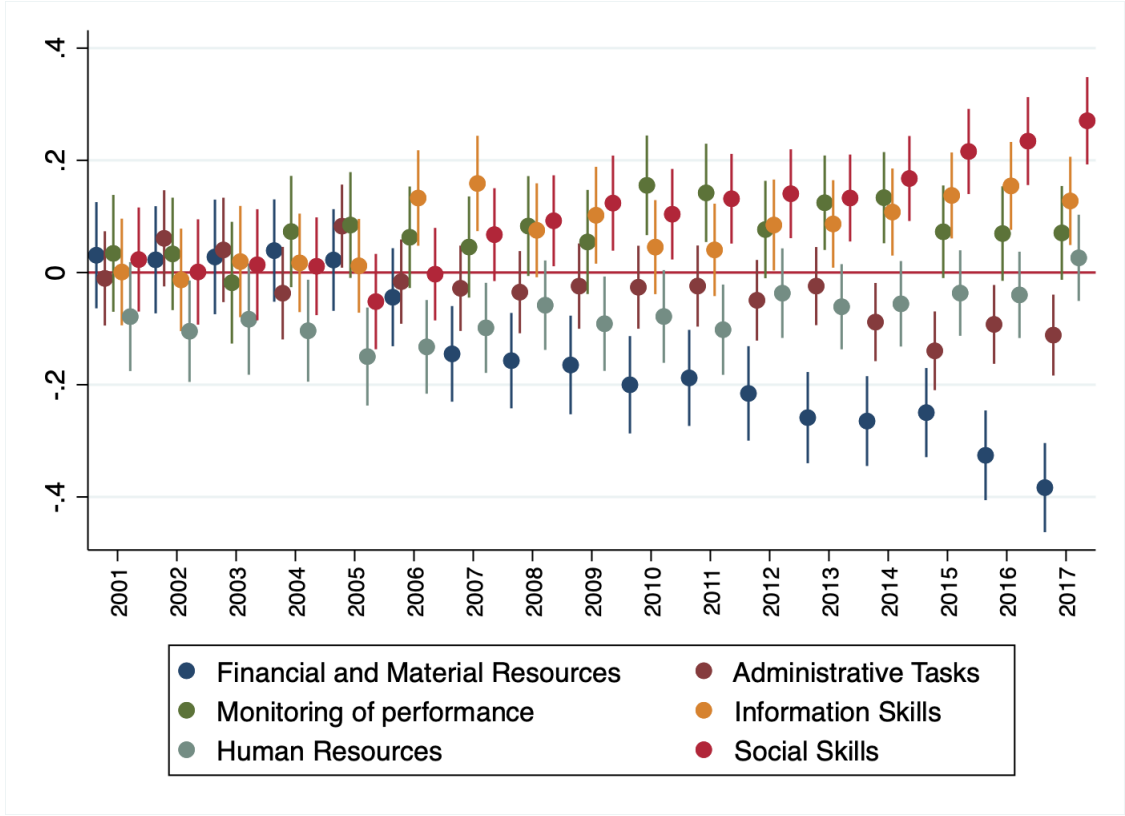 .4
.2
0
-.2
-.4
2001 2002 2003 2004 2005 2006 2007 2008 2009 2010 2011 2012 2013 2014 2015 2016 2017
Financial and Material Resources Administrative Tasks
Monitoring of performance Information Skills
Human Resources Social Skills